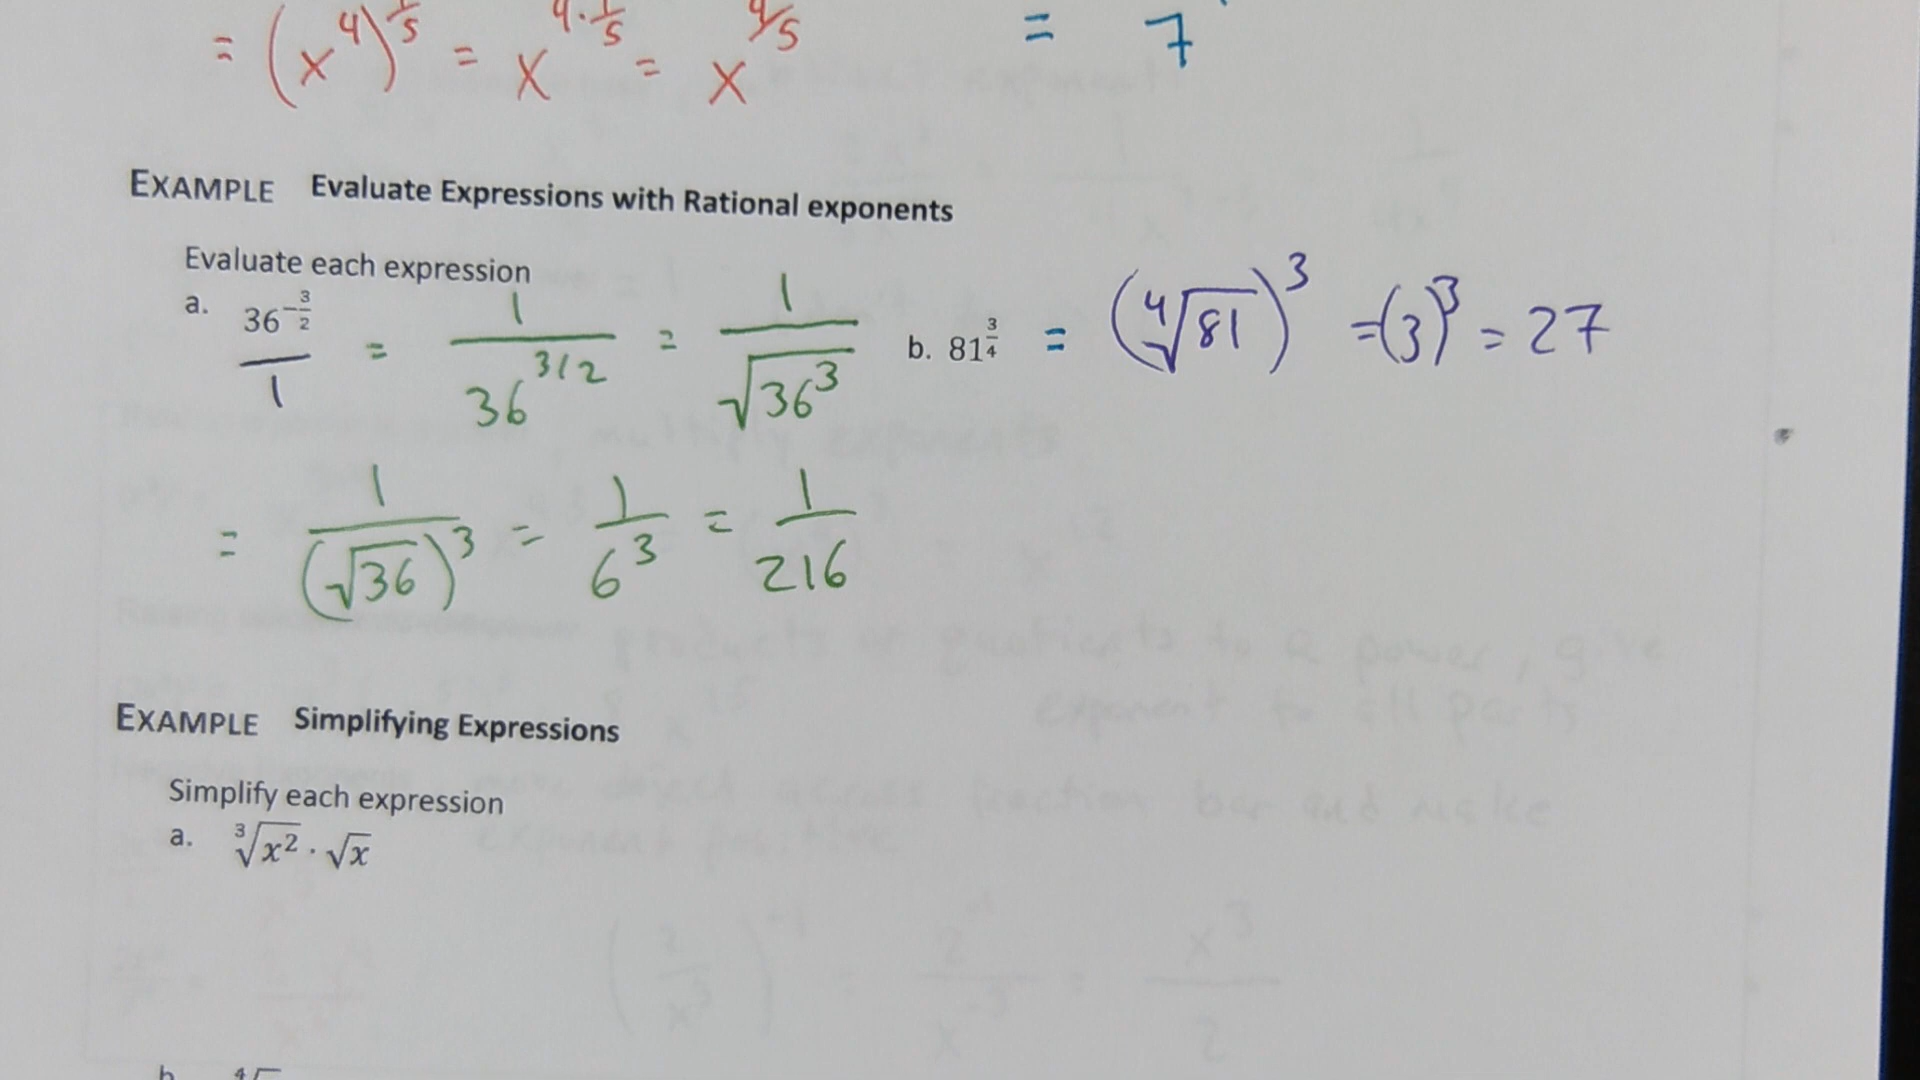 = (x⁴)^1/5 = x^4·1/5 = x^4/5 = 7
EXAMPLE Evaluate Expressions with Rational exponents
Evaluate each expression
a. 36^-3/2 / 1 = 1 / 36^3/2 = 1 / √36³ b. 81^3/4 = (⁴√81)³ = (3)³ = 27
= 1 / (√36)³ = 1 / 6³ = 1 / 216
EXAMPLE Simplifying Expressions
Simplify each expression
a. ³√x² · √x